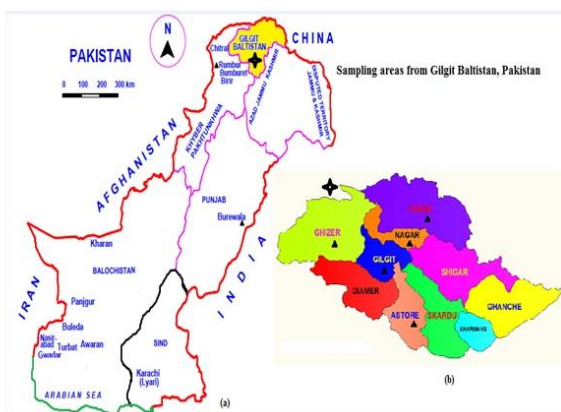 N
PAKISTAN
0 100 200 300 km
GILGIT
BALTISTAN
CHINA
Chitral
Rumbur
Bumburet
Birir
Sampling areas from Gilgit Baltistan, Pakistan
AZAD JAMMU KASHMIR
DISPUTED TERRITORY
JAMMU & KASHMIR
KHYBER
PAKHTUNKHWA
AFGHANISTAN
PUNJAB
Burewala
INDIA
Kharan
BALOCHISTAN
IRAN
Panjgur
Buleda
Nasir-
abad
Turbat
Awaran
Gwadar
SIND
Karachi
(Lyari)
ARABIAN SEA
(a)
GHIZER
NAGAR
GILGIT
SHIGAR
DIAMER
GHANCHE
ASTORE
SKARDU
(b)